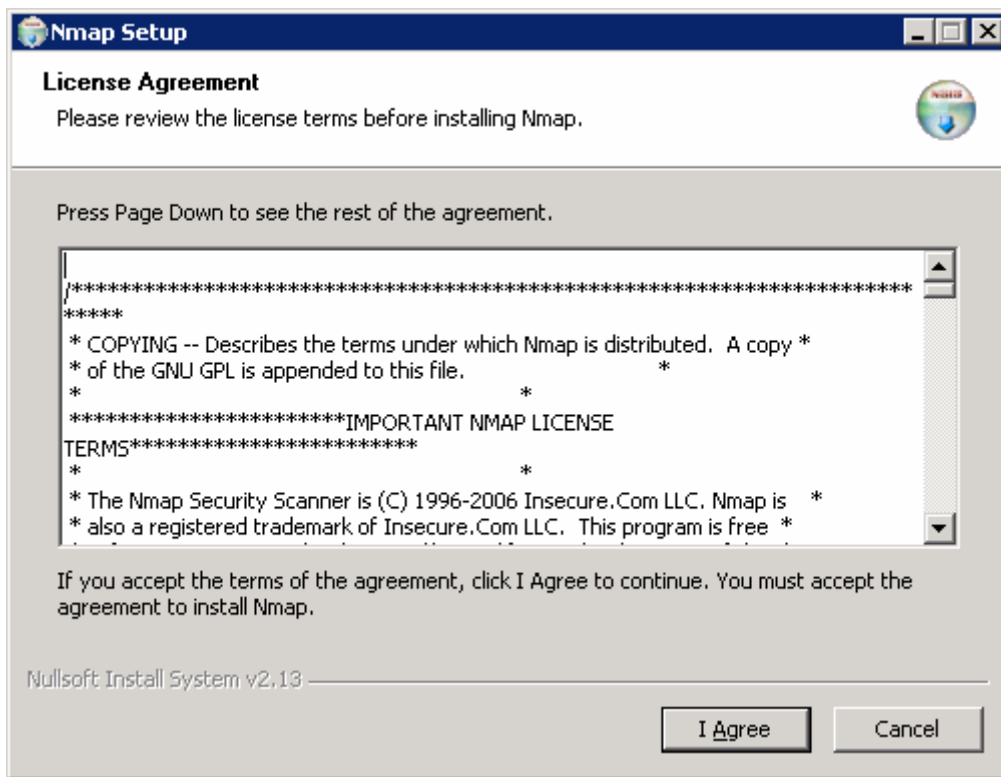 Nmap Setup
License Agreement
Please review the license terms before installing Nmap.
Press Page Down to see the rest of the agreement.
/**********************************************************************
*****
* COPYING -- Describes the terms under which Nmap is distributed.  A copy *
* of the GNU GPL is appended to this file. *
* *
***********************IMPORTANT NMAP LICENSE
TERMS************************
* *
* The Nmap Security Scanner is (C) 1996-2006 Insecure.Com LLC. Nmap is *
* also a registered trademark of Insecure.Com LLC.  This program is free *
If you accept the terms of the agreement, click I Agree to continue. You must accept the
agreement to install Nmap.
Nullsoft Install System v2.13
I Agree
Cancel